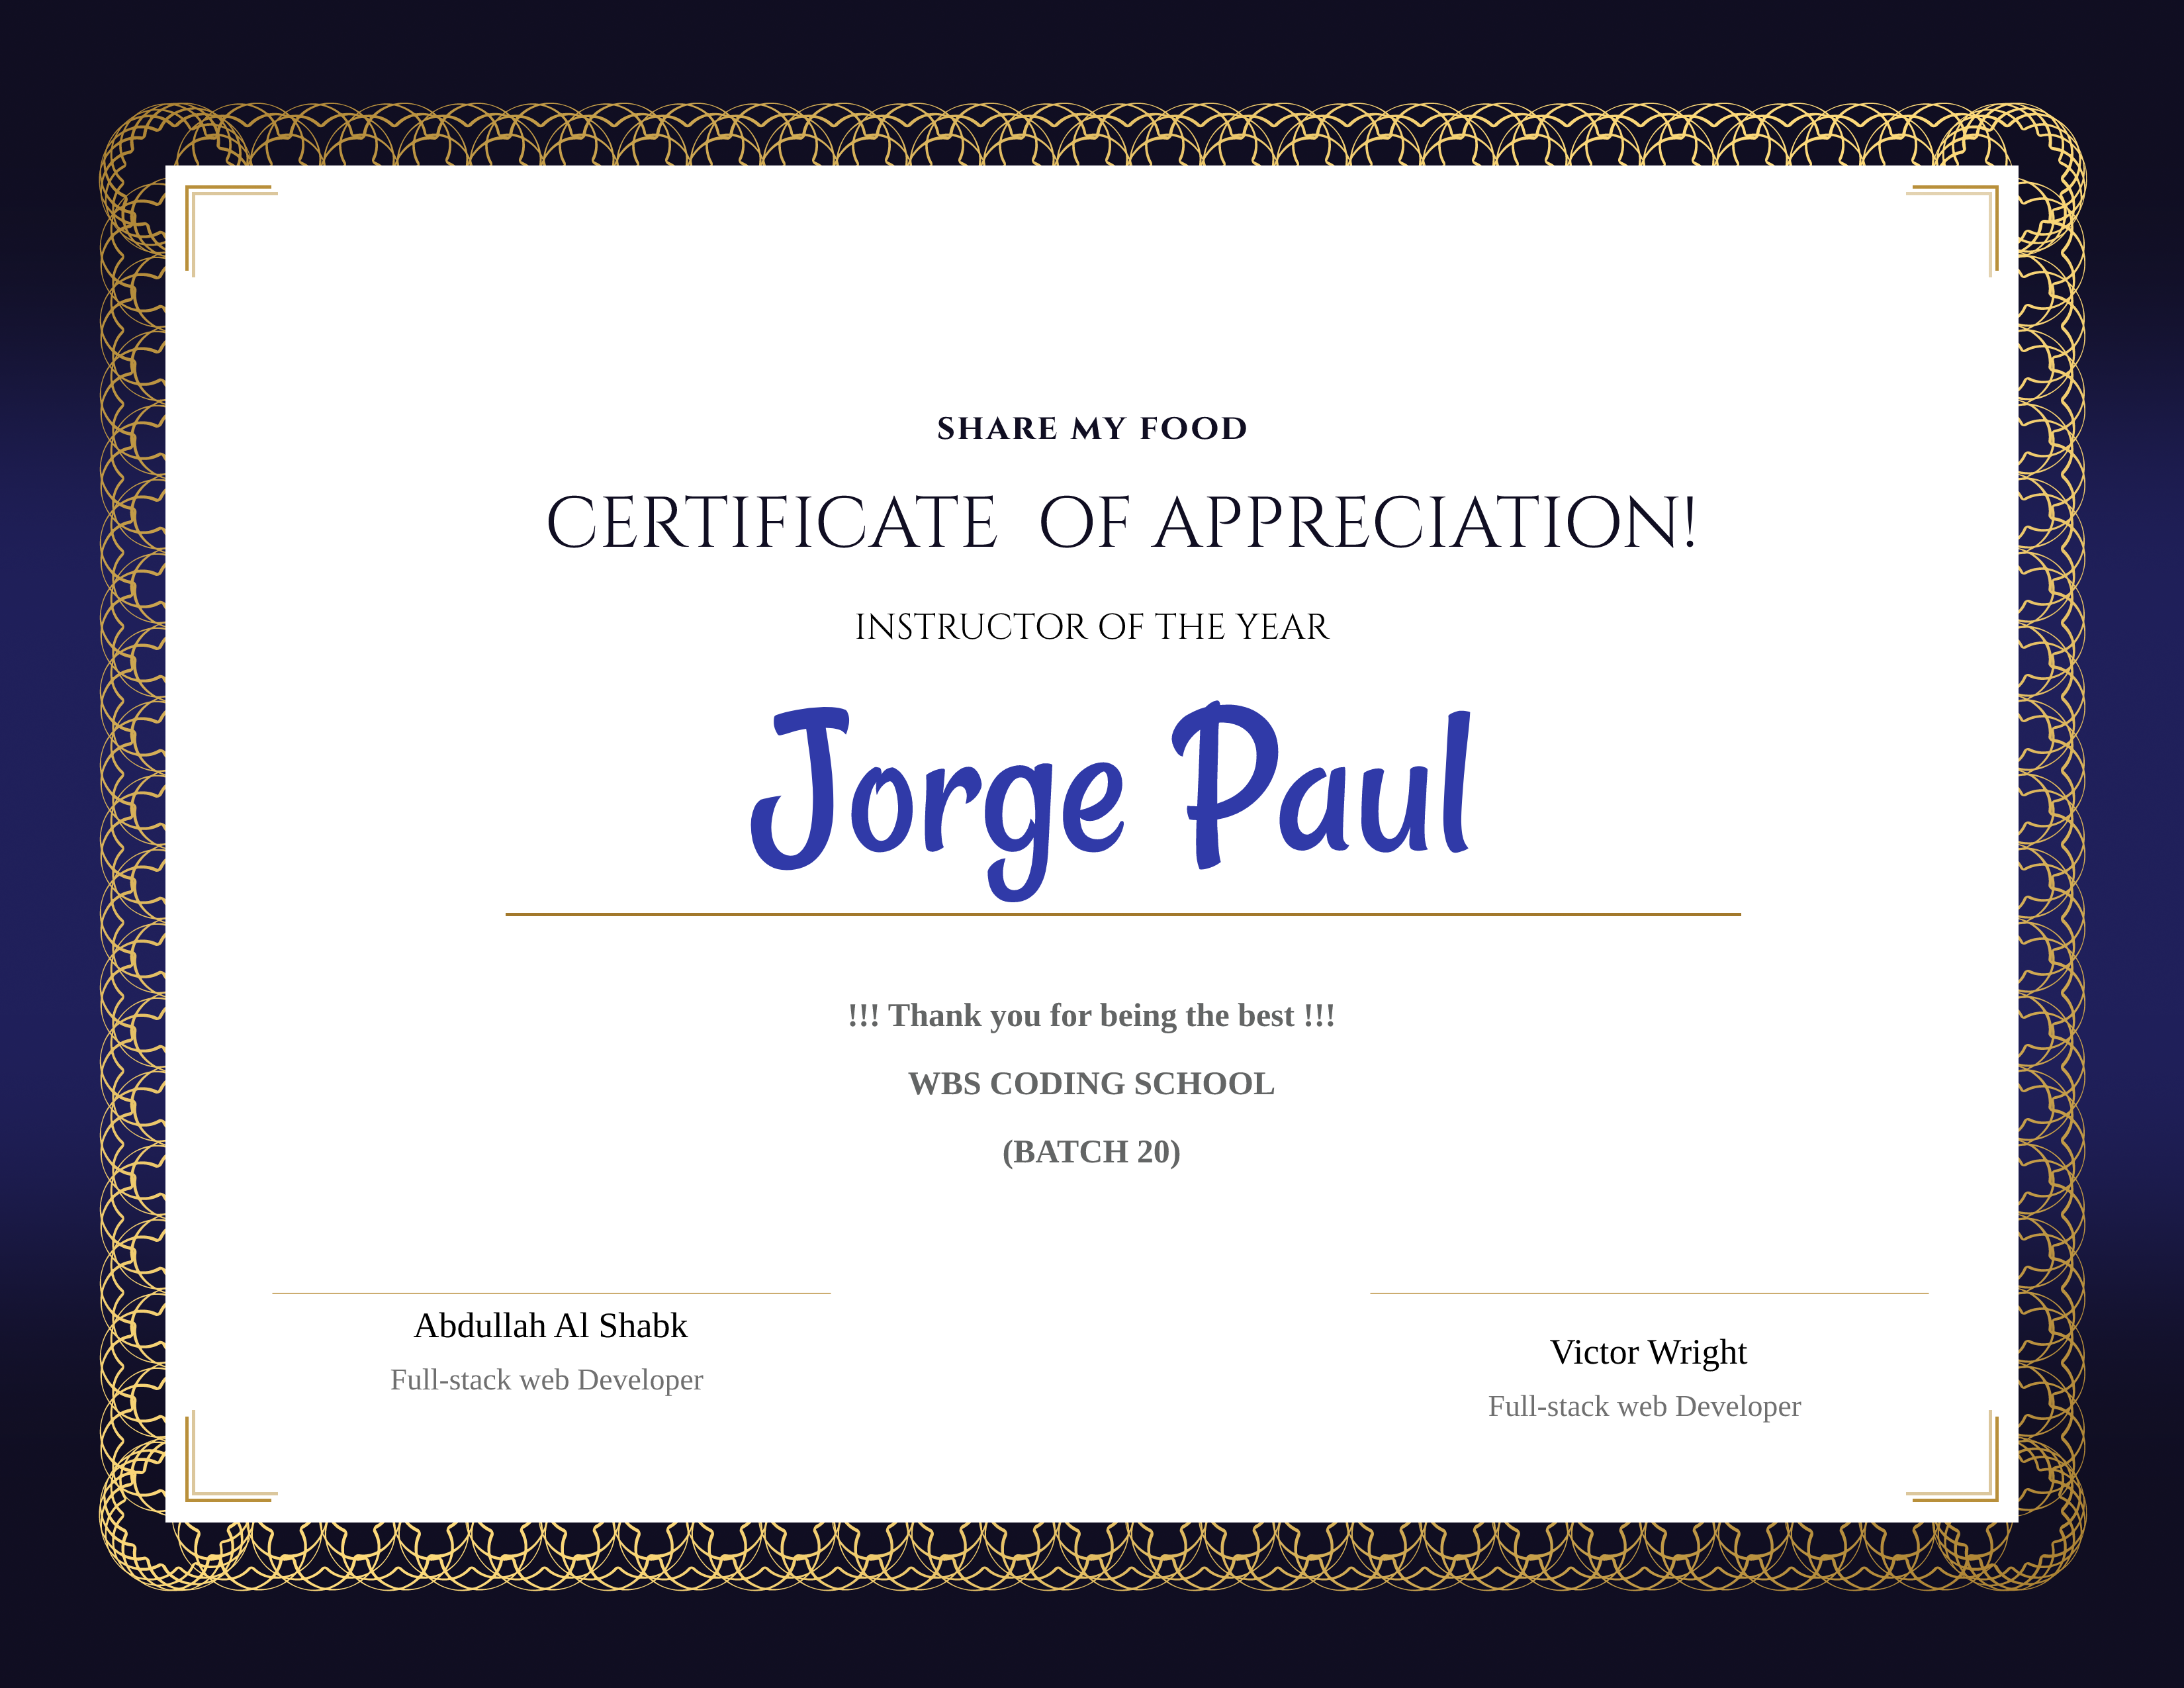 SHARE MY FOOD
CERTIFICATE OF APPRECIATION!
INSTRUCTOR OF THE YEAR
Jorge Paul
!!! Thank you for being the best !!!
WBS CODING SCHOOL
(BATCH 20)
Abdullah Al Shabk
Full-stack web Developer
Victor Wright
Full-stack web Developer